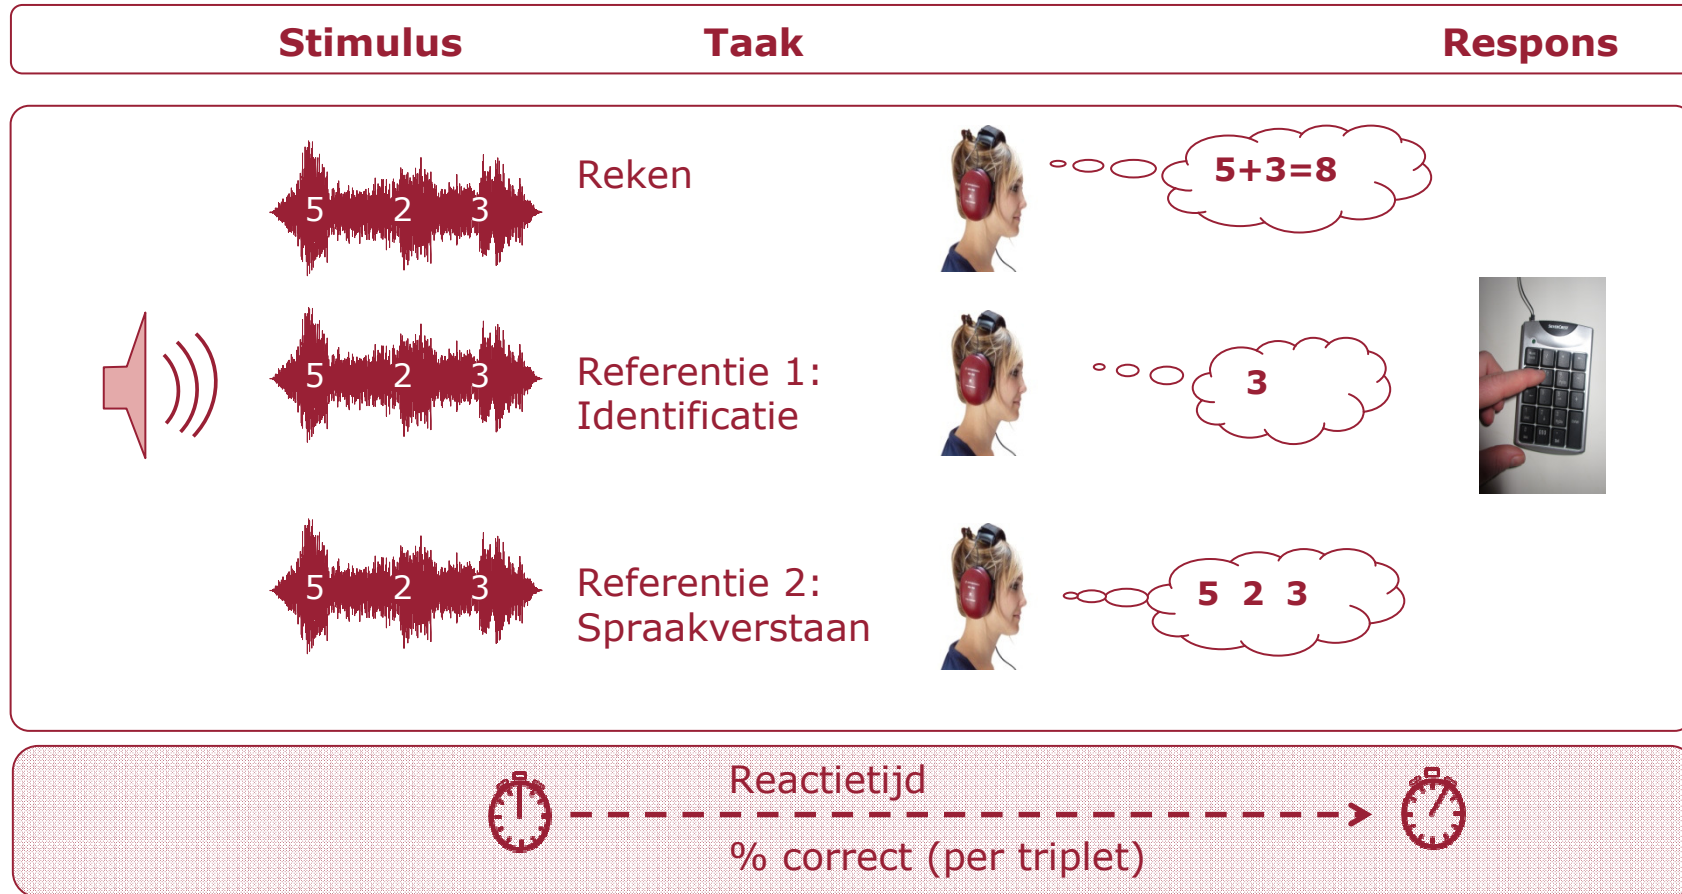 Stimulus Taak Respons
5 2 3 Reken 5+3=8
5 2 3 Referentie 1:
Identificatie
3
5 2 3 Referentie 2:
Spraakverstaan
5 2 3
Reactietijd
% correct (per triplet)